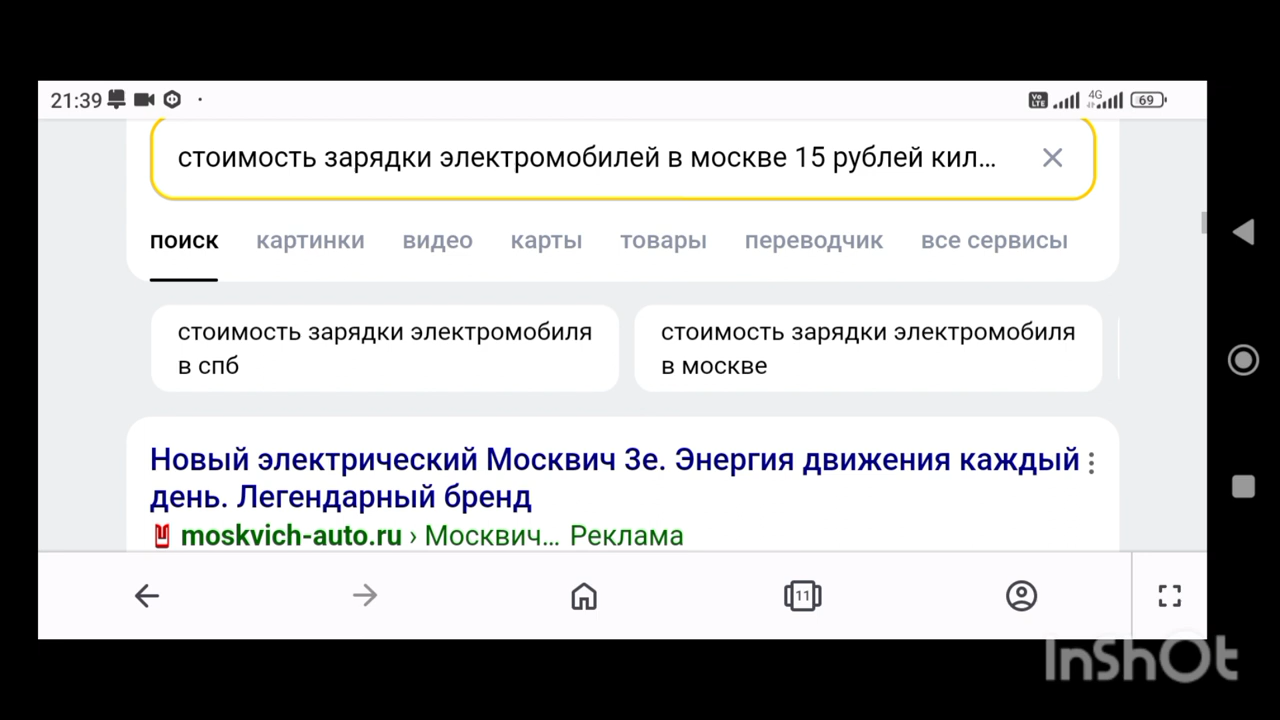 21:39
Vo LTE
4G
69
стоимость зарядки электромобилей в москве 15 рублей кил...
поиск картинки видео карты товары переводчик все сервисы
стоимость зарядки электромобиля
в спб
стоимость зарядки электромобиля
в москве
Новый электрический Москвич 3е. Энергия движения каждый
день. Легендарный бренд
moskvich-auto.ru › Москвич... Реклама
11
InShOt